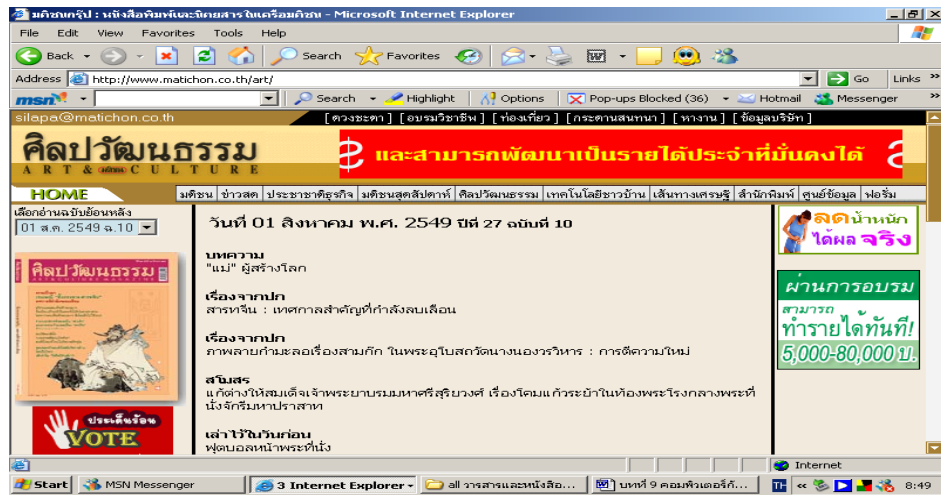 มติชนกรุ๊ป : หนังสือพิมพ์และนิตยสารในเครือมติชน - Microsoft Internet Explorer
File Edit View Favorites Tools Help
Back Search Favorites
Address http://www.matichon.co.th/art/ Go Links »
msn Search Highlight Options Pop-ups Blocked (36) Hotmail Messenger »
silapa@matichon.co.th [ดวงชะตา] [อบรมวิชาชีพ] [ท่องเที่ยว] [กระดานสนทนา] [หางาน] [ข้อมูลบริษัท]
ศิลปวัฒนธรรม
ART & CULTURE
และสามารถพัฒนาเป็นรายได้ประจำที่มั่นคงได้
HOME มติชน ข่าวสด ประชาชาติธุรกิจ มติชนสุดสัปดาห์ ศิลปวัฒนธรรม เทคโนโลยีชาวบ้าน เส้นทางเศรษฐี สำนักพิมพ์ ศูนย์ข้อมูล ฟอรั่ม
เลือกอ่านฉบับย้อนหลัง
01 ส.ค. 2549 ฉ.10
ศิลปวัฒนธรรม
ประเด็นร้อน
VOTE
วันที่ 01 สิงหาคม พ.ศ. 2549 ปีที่ 27 ฉบับที่ 10
บทความ
"แม่" ผู้สร้างโลก
เรื่องจากปก
สารทจีน : เทศกาลสำคัญที่กำลังลบเลือน
เรื่องจากปก
ภาพลายกำมะลอเรื่องสามก๊ก ในพระอุโบสถวัดนางนองวรวิหาร : การตีความใหม่
สโมสร
แก้ต่างให้สมเด็จเจ้าพระยาบรมมหาศรีสุริยวงศ์ เรื่องโคมแก้วระย้าในท้องพระโรงกลางพระที่
นั่งจักรีมหาปราสาท
เล่าไว้ในวันก่อน
ฟุตบอลหน้าพระที่นั่ง
ลดน้ำหนัก
ได้ผล จริง
ผ่านการอบรม
สามารถ
ทำรายได้ทันที!
5,000-80,000 บ.
Internet
Start MSN Messenger 3 Internet Explorer all วารสารและหนังสือ... บทที่ 9 คอมพิวเตอร์กั... TH « 8:49